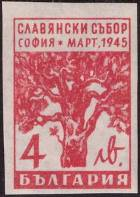 СЛАВЯНСКИ СЪБОР
СОФИЯ • МАРТ, 1945
4 лв.
БЪЛГАРИЯ